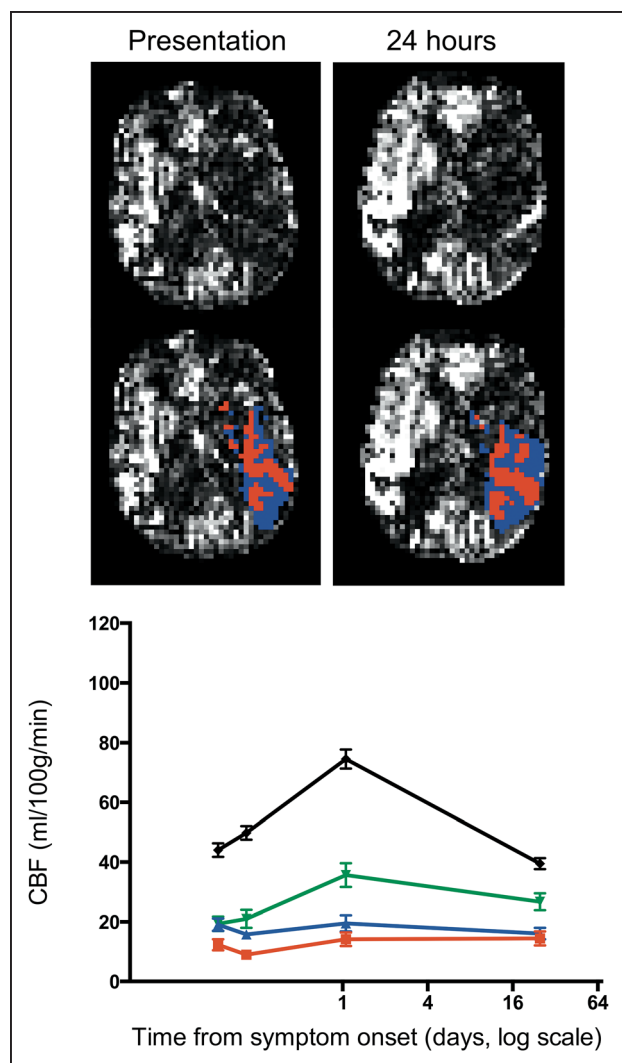 Presentation
24 hours
120
100
80
60
40
20
0
CBF (ml/100g/min)
1
4
16
64
Time from symptom onset (days, log scale)